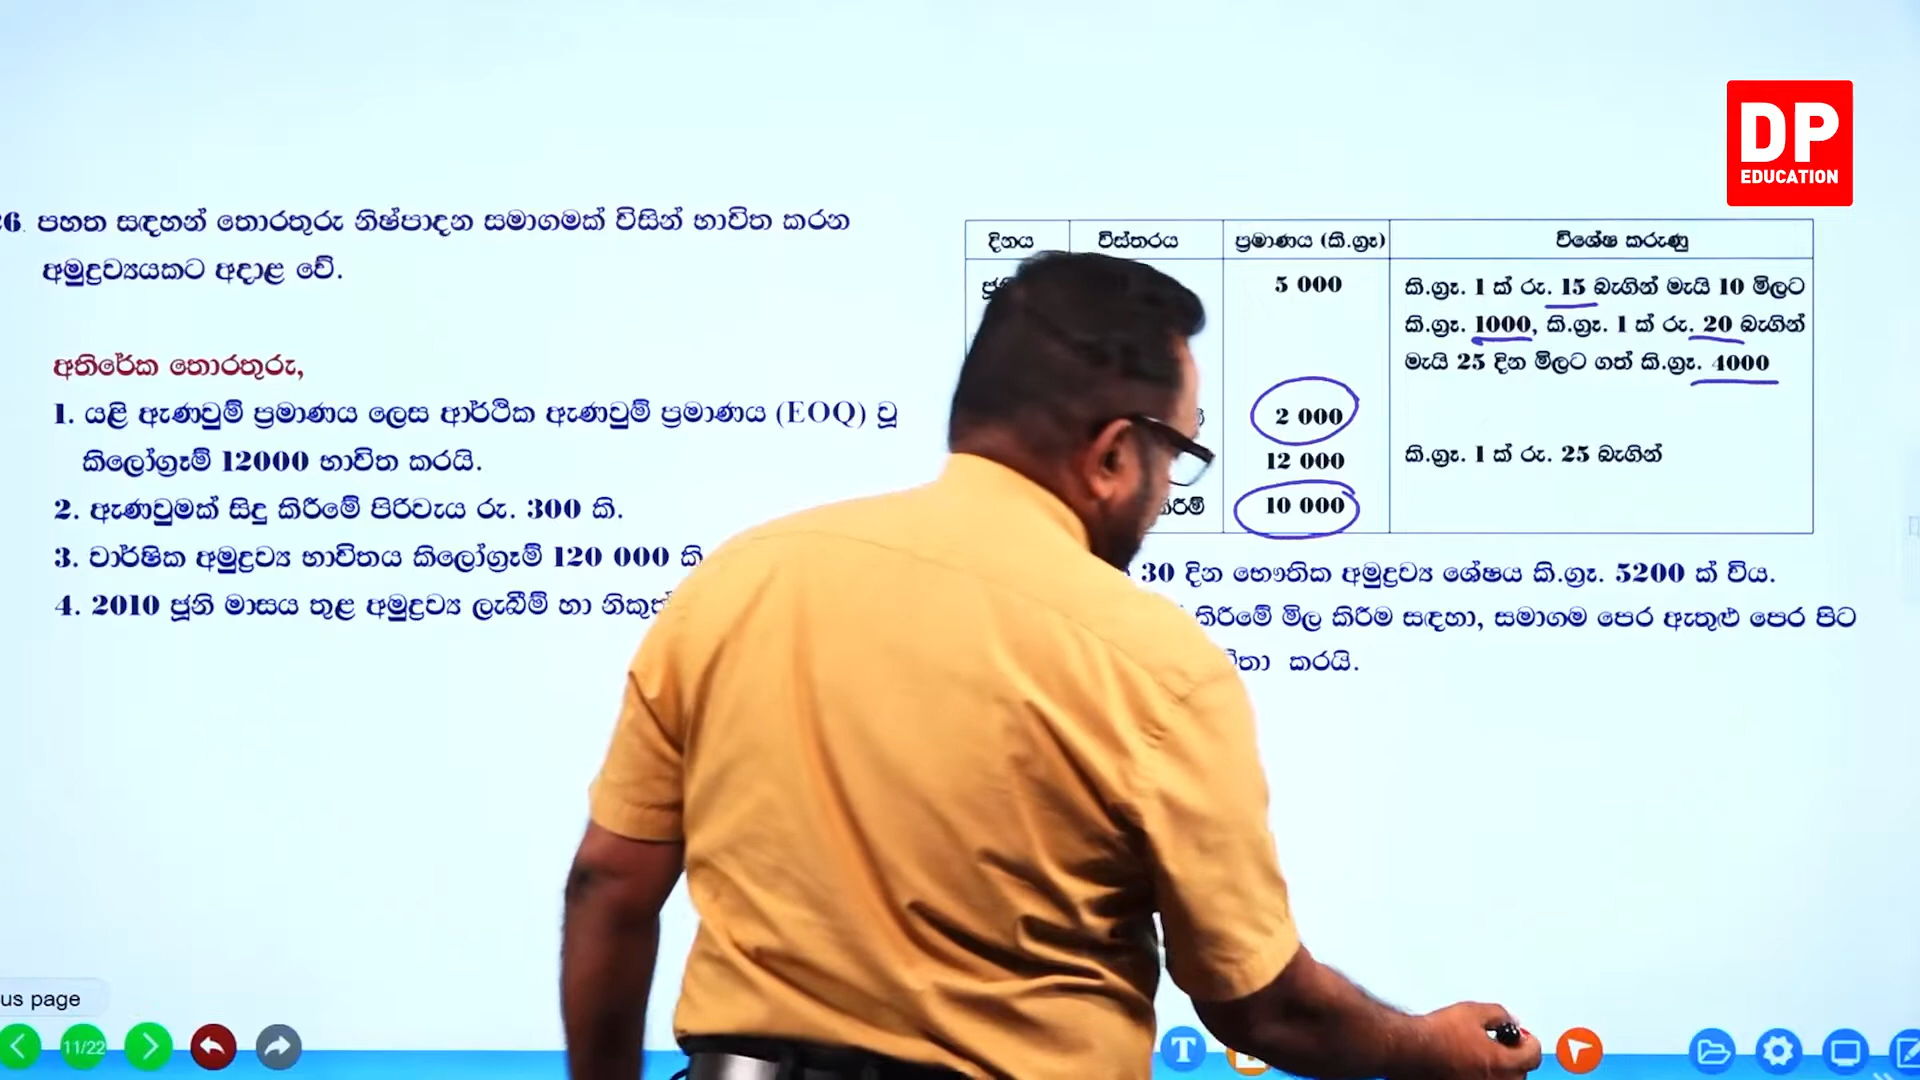 DP
EDUCATION
26. පහත සඳහන් තොරතුරු නිෂ්පාදන සමාගමක් විසින් භාවිත කරන
අමුද්‍රව්‍යයකට අදාළ වේ.
අතිරේක තොරතුරු,
1. යළි ඇණවුම් ප්‍රමාණය ලෙස ආර්ථික ඇණවුම් ප්‍රමාණය (EOQ) වූ
කිලෝග්‍රෑම් 12000 භාවිත කරයි.
2. ඇණවුමක් සිදු කිරීමේ පිරිවැය රු. 300 කි.
3. වාර්ෂික අමුද්‍රව්‍ය භාවිතය කිලෝග්‍රෑම් 120 000 කි
4. 2010 ජූනි මාසය තුළ අමුද්‍රව්‍ය ලැබීම් හා
දිනය විස්තරය ප්‍රමාණය (කි.ග්‍රෑ) විශේෂ කරුණු
5 000 කි.ග්‍රෑ. 1 ක් රු. 15 බැගින් මැයි 10 මිලට
කි.ග්‍රෑ. 1000, කි.ග්‍රෑ. 1 ක් රු. 20 බැගින්
මැයි 25 දින මිලට ගත් කි.ග්‍රෑ. 4000
2 000
12 000 කි.ග්‍රෑ. 1 ක් රු. 25 බැගින්
10 000
30 දින භෞතික අමුද්‍රව්‍ය ශේෂය කි.ග්‍රෑ. 5200 ක් විය.
කිරීමේ මිල කිරීම සඳහා, සමාගම පෙර ඇතුළු පෙර පිට
කරයි.
us page
11/22
T